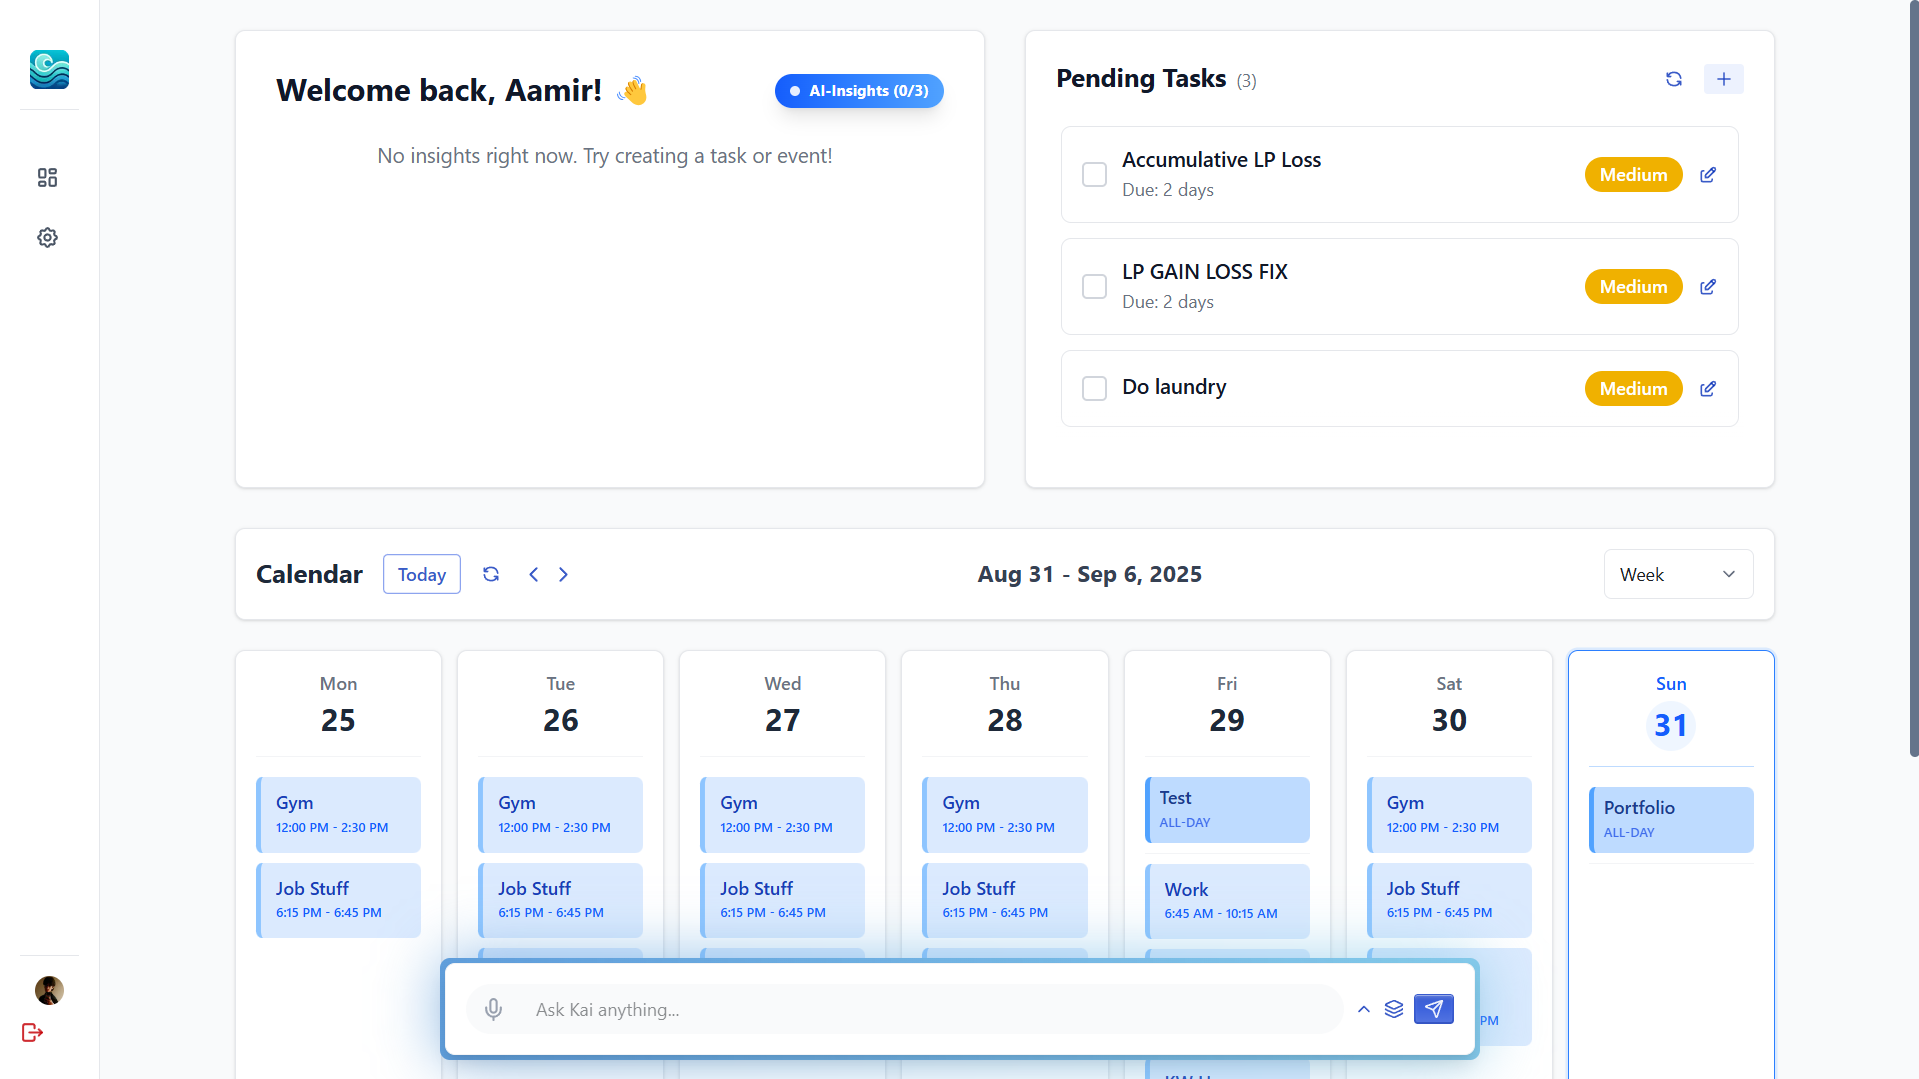 Welcome back, Aamir! 👋
AI-Insights (0/3)
No insights right now. Try creating a task or event!
Pending Tasks (3)
Accumulative LP Loss
Due: 2 days
Medium
LP GAIN LOSS FIX
Due: 2 days
Medium
Do laundry
Medium
Calendar
Today
Aug 31 - Sep 6, 2025
Week
Mon
25
Gym
12:00 PM - 2:30 PM
Job Stuff
6:15 PM - 6:45 PM
Tue
26
Gym
12:00 PM - 2:30 PM
Job Stuff
6:15 PM - 6:45 PM
Wed
27
Gym
12:00 PM - 2:30 PM
Job Stuff
6:15 PM - 6:45 PM
Thu
28
Gym
12:00 PM - 2:30 PM
Job Stuff
6:15 PM - 6:45 PM
Fri
29
Test
ALL-DAY
Work
6:45 AM - 10:15 AM
Sat
30
Gym
12:00 PM - 2:30 PM
Job Stuff
6:15 PM - 6:45 PM
PM
Sun
31
Portfolio
ALL-DAY
Ask Kai anything...